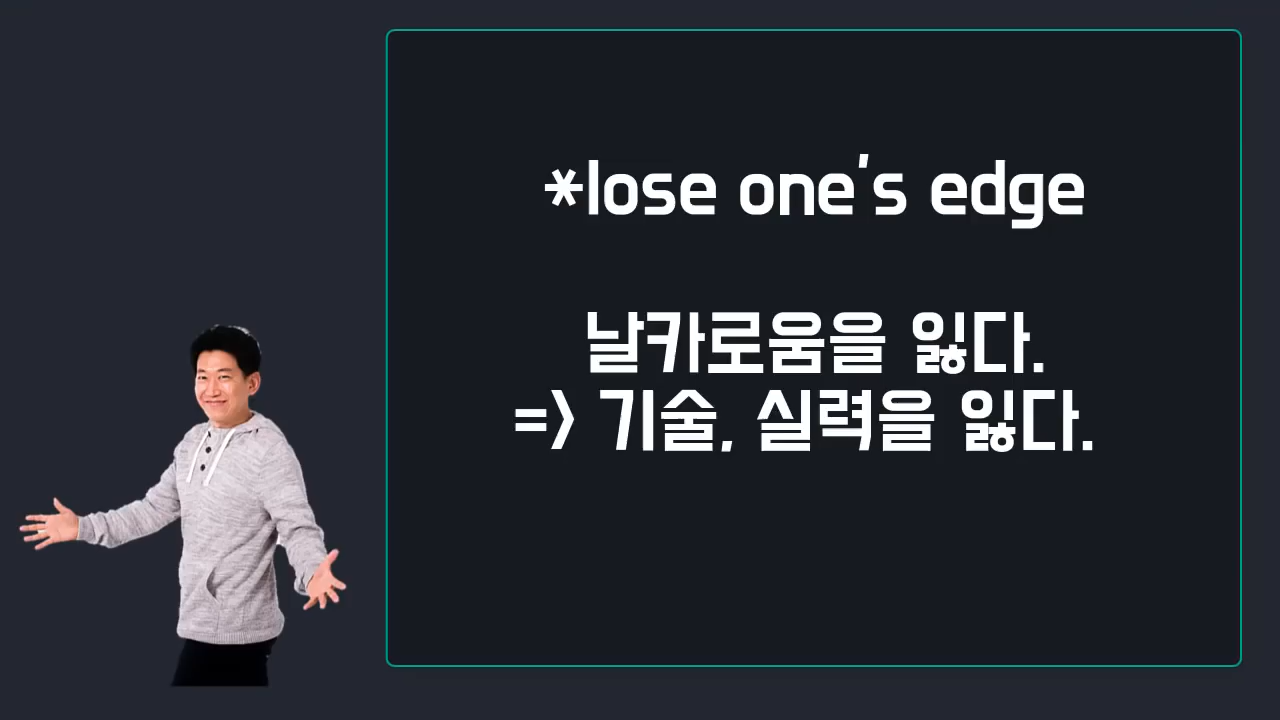 *lose one's edge
날카로움을 잃다.
=> 기술, 실력을 잃다.